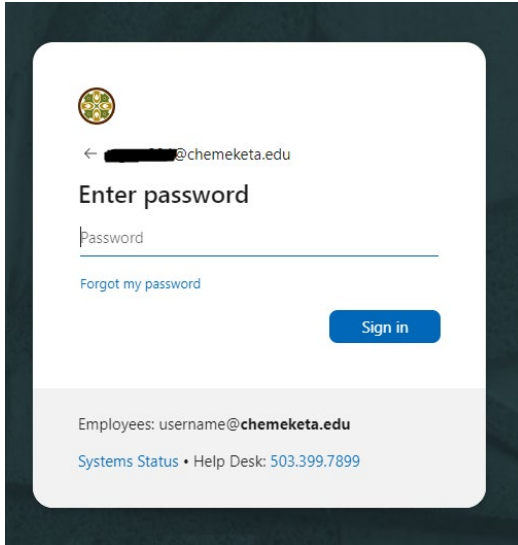 @chemeketa.edu
Enter password
Password
Forgot my password
Sign in
Employees: username@chemeketa.edu
Systems Status • Help Desk: 503.399.7899